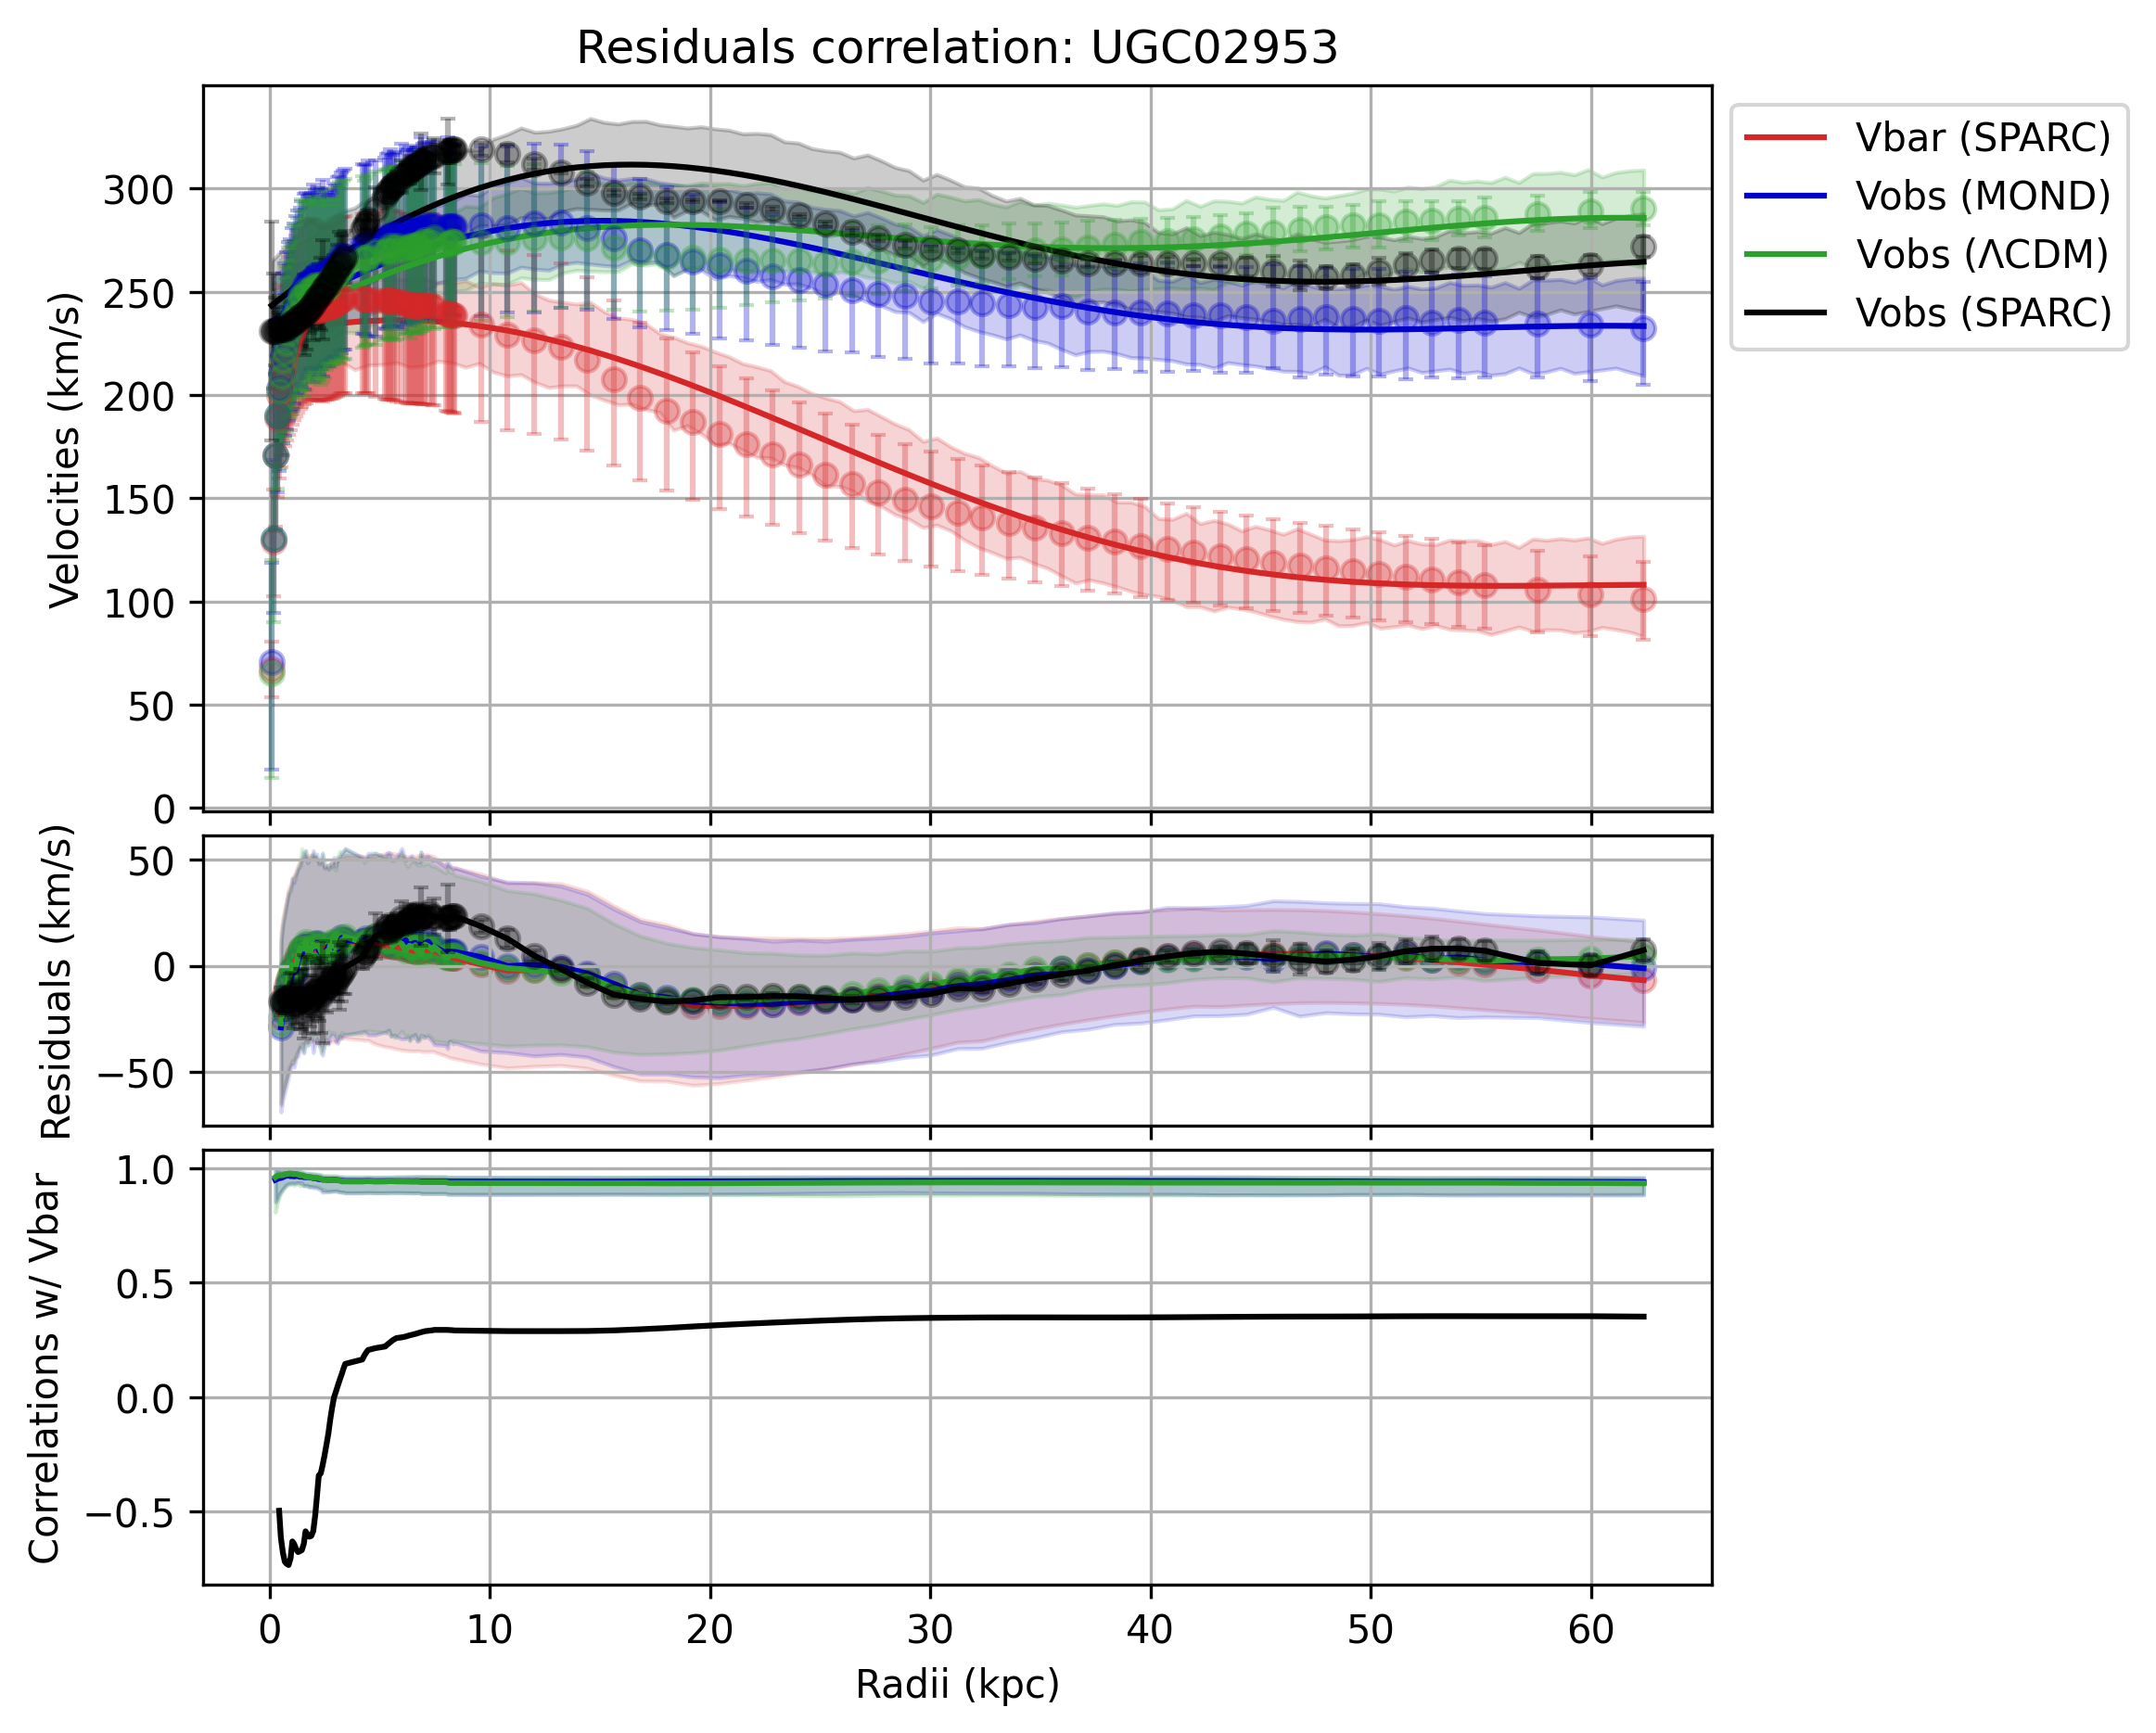 Residuals correlation: UGC02953
Velocities (km/s)
300
250
200
150
100
50
0
Vbar (SPARC)
Vobs (MOND)
Vobs (ΛCDM)
Vobs (SPARC)
Residuals (km/s)
50
0
−50
Correlations w/ Vbar
1.0
0.5
0.0
−0.5
0 10 20 30 40 50 60
Radii (kpc)